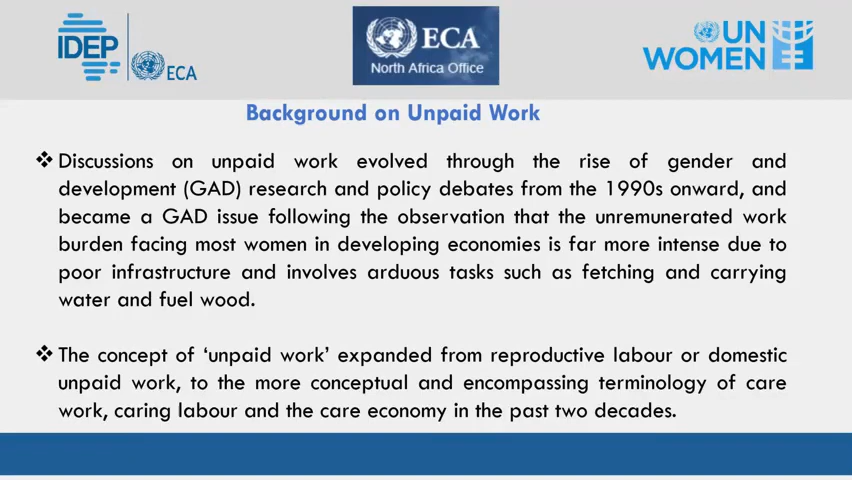 IDEP
ECA
ECA
North Africa Office
UN
WOMEN
Background on Unpaid Work
❖ Discussions on unpaid work evolved through the rise of gender and
development (GAD) research and policy debates from the 1990s onward, and
became a GAD issue following the observation that the unremunerated work
burden facing most women in developing economies is far more intense due to
poor infrastructure and involves arduous tasks such as fetching and carrying
water and fuel wood.
❖ The concept of ‘unpaid work’ expanded from reproductive labour or domestic
unpaid work, to the more conceptual and encompassing terminology of care
work, caring labour and the care economy in the past two decades.